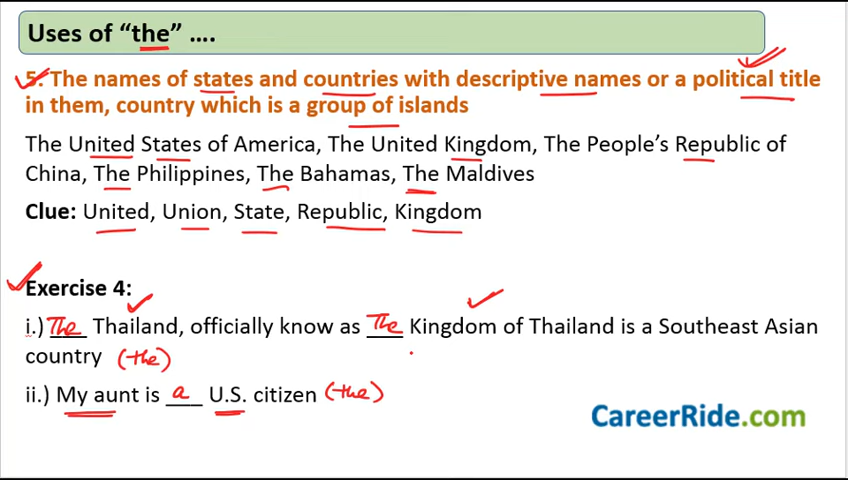 Uses of "the" ....
5. The names of states and countries with descriptive names or a political title
in them, country which is a group of islands
The United States of America, The United Kingdom, The People's Republic of
China, The Philippines, The Bahamas, The Maldives
Clue: United, Union, State, Republic, Kingdom
Exercise 4:
i.) The Thailand, officially know as The Kingdom of Thailand is a Southeast Asian
country (the)
ii.) My aunt is a U.S. citizen (the)
CareerRide.com